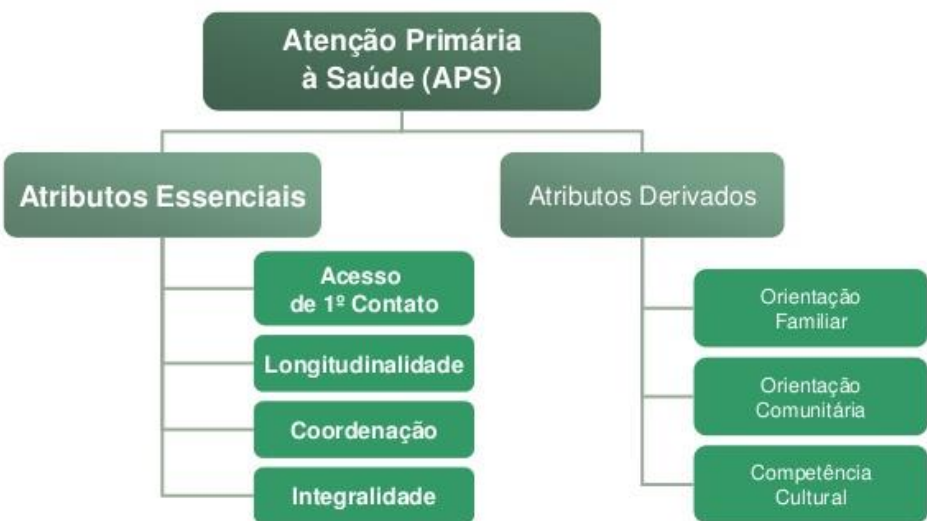 Atenção Primária
à Saúde (APS)
Atributos Essenciais
Acesso
de 1º Contato
Longitudinalidade
Coordenação
Integralidade
Atributos Derivados
Orientação
Familiar
Orientação
Comunitária
Competência
Cultural